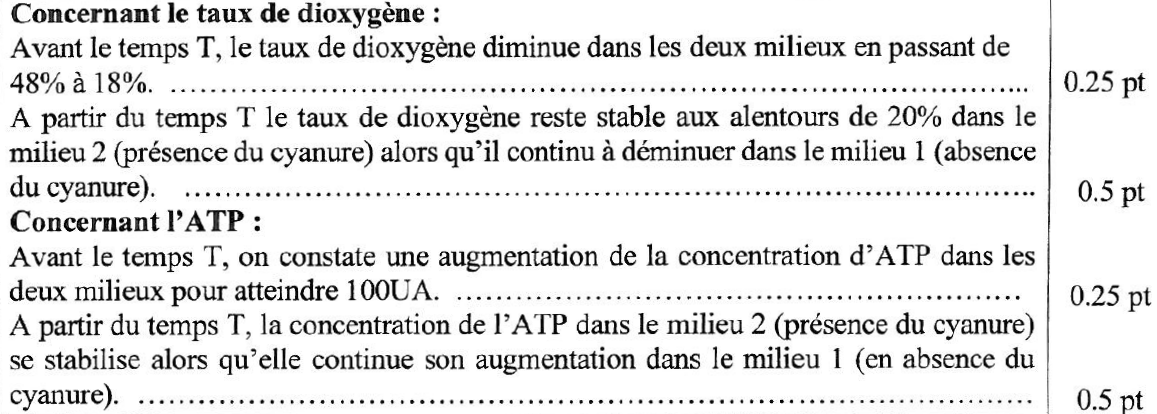 Concernant le taux de dioxygène :
Avant le temps T, le taux de dioxygène diminue dans les deux milieux en passant de
48% à 18%. ........................................................................................... 0.25 pt
A partir du temps T le taux de dioxygène reste stable aux alentours de 20% dans le
milieu 2 (présence du cyanure) alors qu'il continu à déminuer dans le milieu 1 (absence
du cyanure). ........................................................................................... 0.5 pt
Concernant l'ATP :
Avant le temps T, on constate une augmentation de la concentration d'ATP dans les
deux milieux pour atteindre 100UA. ............................................................ 0.25 pt
A partir du temps T, la concentration de l'ATP dans le milieu 2 (présence du cyanure)
se stabilise alors qu'elle continue son augmentation dans le milieu 1 (en absence du
cyanure). ................................................................................................ 0.5 pt